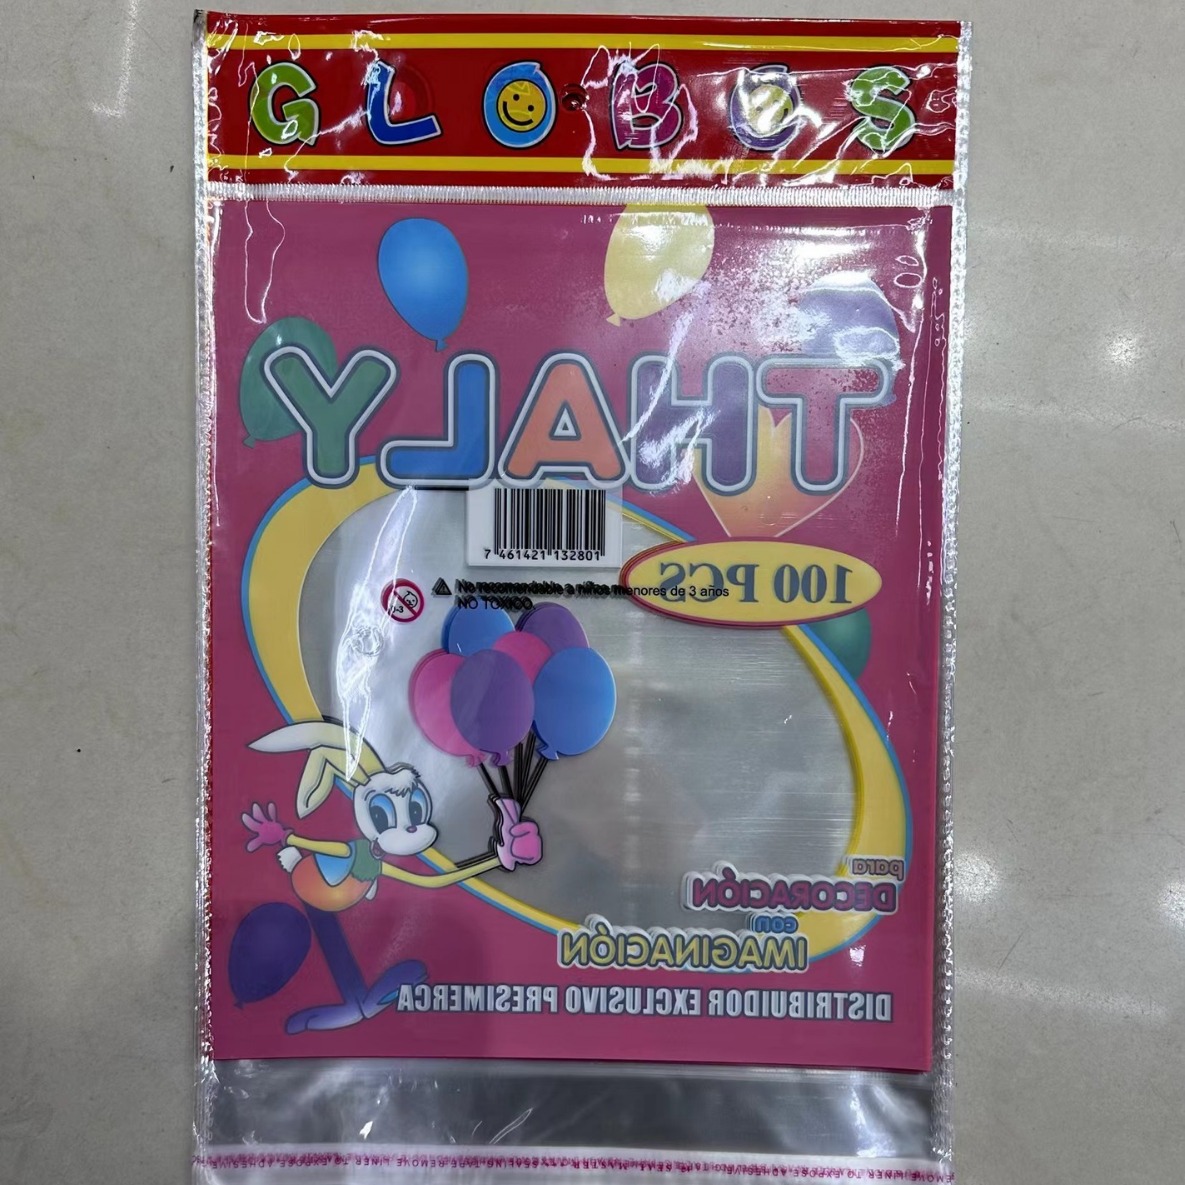 GLOBOS
THALY
7 461421 132801
100 PCS
-3
No recomendable a niños menores de 3 años
NO TOXICO
para
DECORACIÓN
con
IMAGINACIÓN
DISTRIBUIDOR EXCLUSIVO PRESIMERCA